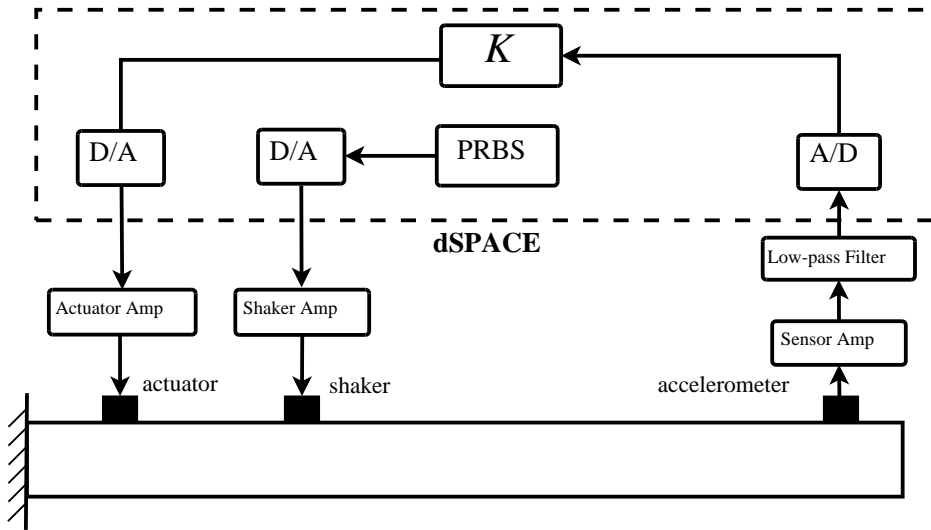 K
D/A
D/A
PRBS
A/D
dSPACE
Low-pass Filter
Actuator Amp
Shaker Amp
Sensor Amp
actuator
shaker
accelerometer